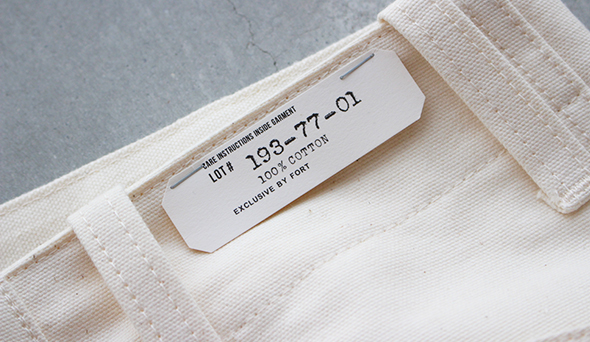 CARE INSTRUCTIONS INSIDE GARMENT
LOT # 193-77-01
100% COTTON
EXCLUSIVE BY FORT